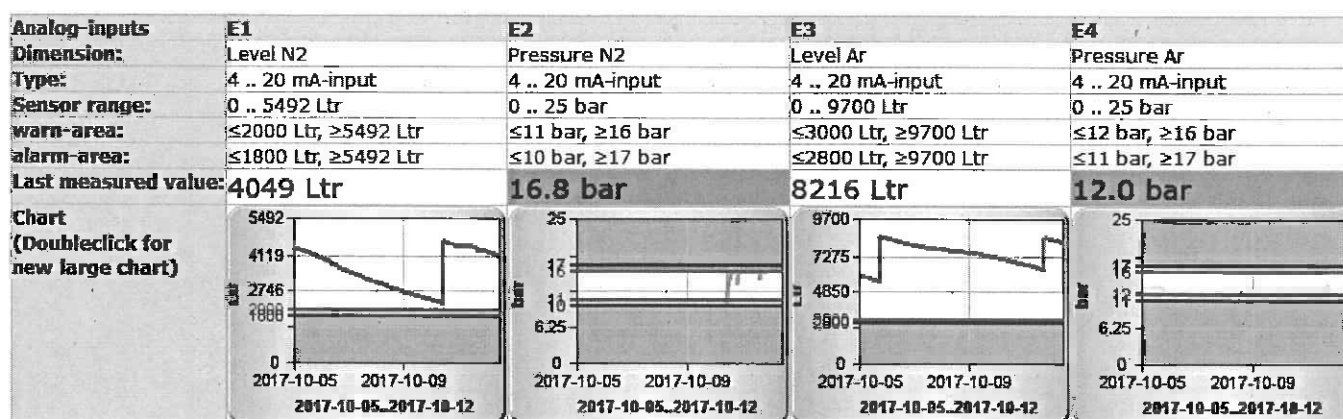 Analog-inputs E1 E2 E3 E4
Dimension: Level N2 Pressure N2 Level Ar Pressure Ar
Type: 4 .. 20 mA-input 4 .. 20 mA-input 4 .. 20 mA-input 4 .. 20 mA-input
Sensor range: 0 .. 5492 Ltr 0 .. 25 bar 0 .. 9700 Ltr 0 .. 25 bar
warn-area: ≤2000 Ltr, ≥5492 Ltr ≤11 bar, ≥16 bar ≤3000 Ltr, ≥9700 Ltr ≤12 bar, ≥16 bar
alarm-area: ≤1800 Ltr, ≥5492 Ltr ≤10 bar, ≥17 bar ≤2800 Ltr, ≥9700 Ltr ≤11 bar, ≥17 bar
Last measured value: 4049 Ltr 16.8 bar 8216 Ltr 12.0 bar
Chart
(Doubleclick for
new large chart)
5492
4119
2746
0
Ltr
2017-10-05 2017-10-09
2017-10-05..2017-10-12
25
17
16
11
10
6.25
0
bar
2017-10-05 2017-10-09
2017-10-05..2017-10-12
9700
7275
4850
2800
0
Ltr
2017-10-05 2017-10-09
2017-10-05..2017-10-12
25
17
16
12
6.25
0
bar
2017-10-05 2017-10-09
2017-10-05..2017-10-12